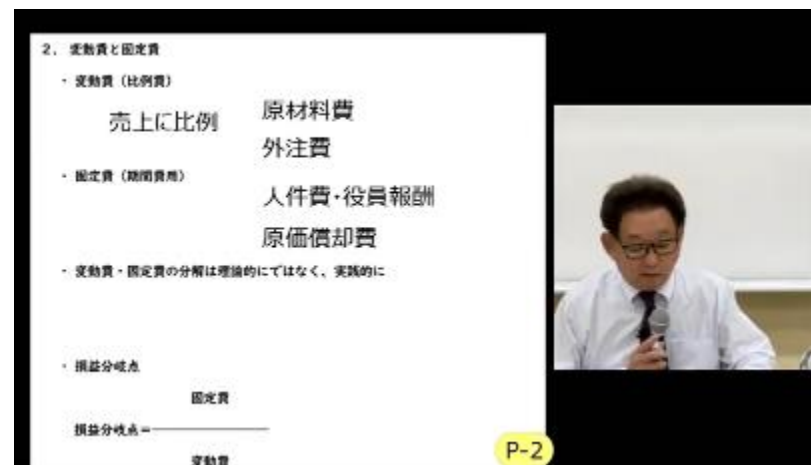 2. 変動費と固定費
・ 変動費（比例費）
売上に比例 原材料費
外注費
・ 固定費（期間費用）
人件費・役員報酬
原価償却費
・ 変動費・固定費の分解は理論的にではなく、実践的に
・ 損益分岐点
固定費
損益分岐点＝
変動費
P-2